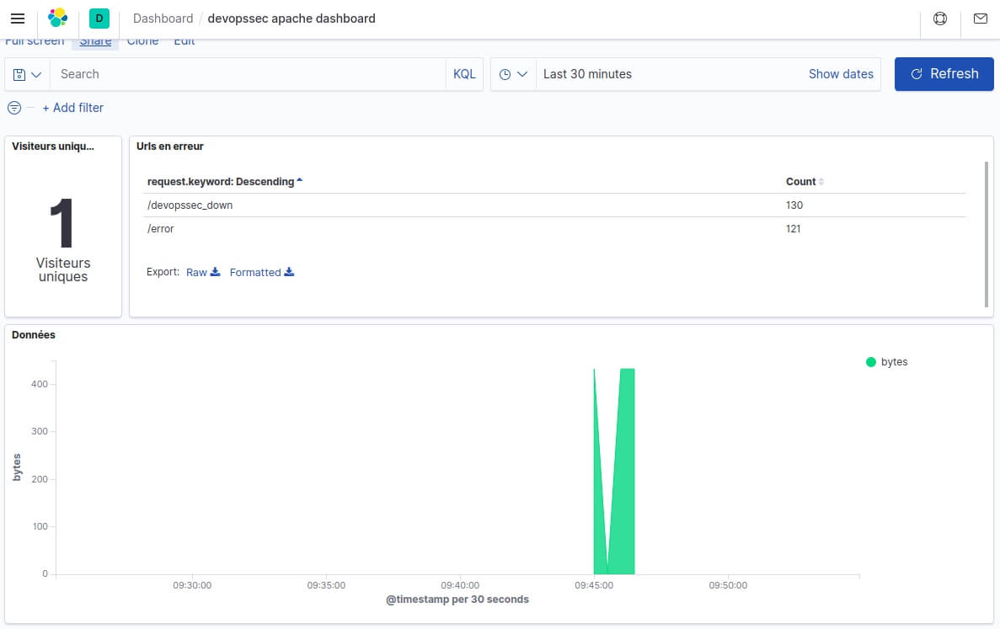 D Dashboard / devopssec apache dashboard
Full screen Share Clone Edit
Search KQL Last 30 minutes Show dates Refresh
+ Add filter
Visiteurs uniqu...
1
Visiteurs
uniques
Urls en erreur
request.keyword: Descending Count
/devopssec_down 130
/error 121
Export: Raw Formatted
Données
bytes
400
300
200
100
0
bytes
09:30:00 09:35:00 09:40:00 09:45:00 09:50:00
@timestamp per 30 seconds